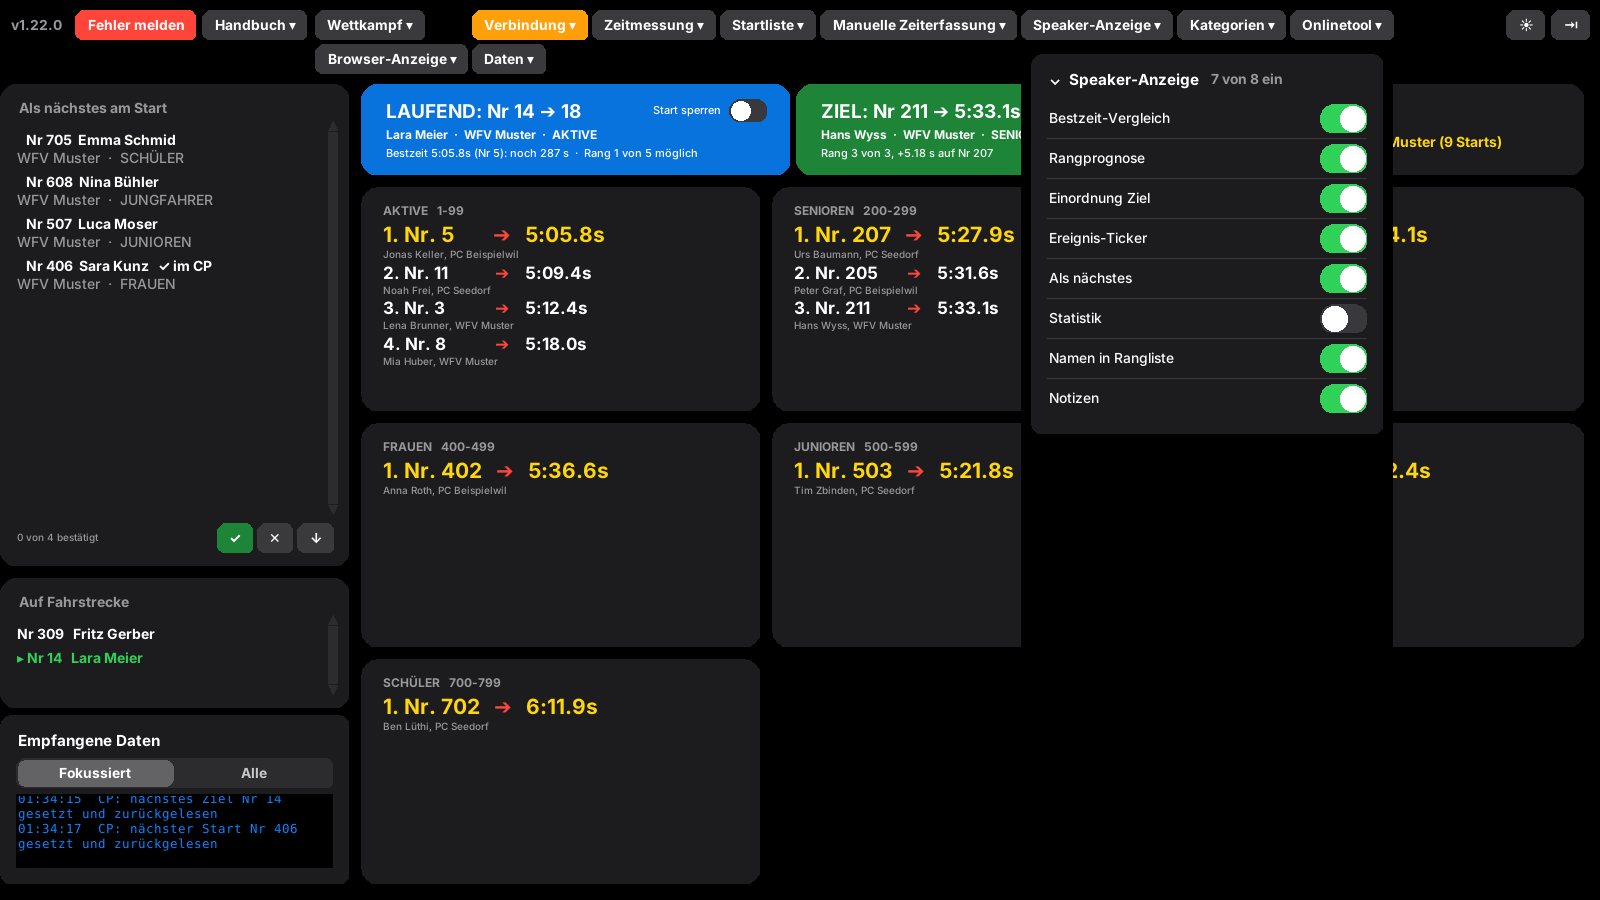 v1.22.0
Fehler melden
Handbuch ▾
Wettkampf ▾
Verbindung ▾
Zeitmessung ▾
Startliste ▾
Manuelle Zeiterfassung ▾
Speaker-Anzeige ▾
Kategorien ▾
Onlinetool ▾
Browser-Anzeige ▾
Daten ▾
Als nächstes am Start
Nr 705 Emma Schmid
WFV Muster · SCHÜLER
Nr 608 Nina Bühler
WFV Muster · JUNGFAHRER
Nr 507 Luca Moser
WFV Muster · JUNIOREN
Nr 406 Sara Kunz ✓ im CP
WFV Muster · FRAUEN
0 von 4 bestätigt
Auf Fahrstrecke
Nr 309 Fritz Gerber
▸ Nr 14 Lara Meier
Empfangene Daten
Fokussiert
Alle
01:34:15 CP: nächstes Ziel Nr 14
gesetzt und zurückgelesen
01:34:17 CP: nächster Start Nr 406
gesetzt und zurückgelesen
LAUFEND: Nr 14 → 18
Start sperren
Lara Meier · WFV Muster · AKTIVE
Bestzeit 5:05.8s (Nr 5): noch 287 s · Rang 1 von 5 möglich
ZIEL: Nr 211 → 5:33.1s
Hans Wyss · WFV Muster · SENI
Rang 3 von 3, +5.18 s auf Nr 207
Muster (9 Starts)
AKTIVE 1-99
1. Nr. 5 → 5:05.8s
Jonas Keller, PC Beispielwil
2. Nr. 11 → 5:09.4s
Noah Frei, PC Seedorf
3. Nr. 3 → 5:12.4s
Lena Brunner, WFV Muster
4. Nr. 8 → 5:18.0s
Mia Huber, WFV Muster
SENIOREN 200-299
1. Nr. 207 → 5:27.9s
Urs Baumann, PC Seedorf
2. Nr. 205 → 5:31.6s
Peter Graf, PC Beispielwil
3. Nr. 211 → 5:33.1s
Hans Wyss, WFV Muster
4.1s
FRAUEN 400-499
1. Nr. 402 → 5:36.6s
Anna Roth, PC Beispielwil
JUNIOREN 500-599
1. Nr. 503 → 5:21.8s
Tim Zbinden, PC Seedorf
2.4s
SCHÜLER 700-799
1. Nr. 702 → 6:11.9s
Ben Lüthi, PC Seedorf
Speaker-Anzeige 7 von 8 ein
Bestzeit-Vergleich
Rangprognose
Einordnung Ziel
Ereignis-Ticker
Als nächstes
Statistik
Namen in Rangliste
Notizen